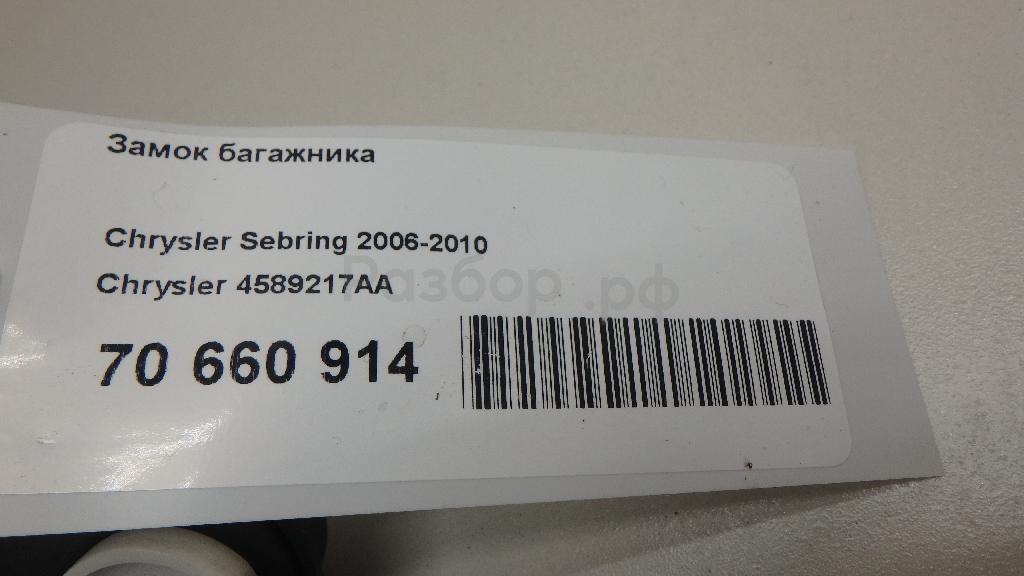 Замок багажника
Chrysler Sebring 2006-2010
Chrysler 4589217AA
Разбор.рф
70 660 914